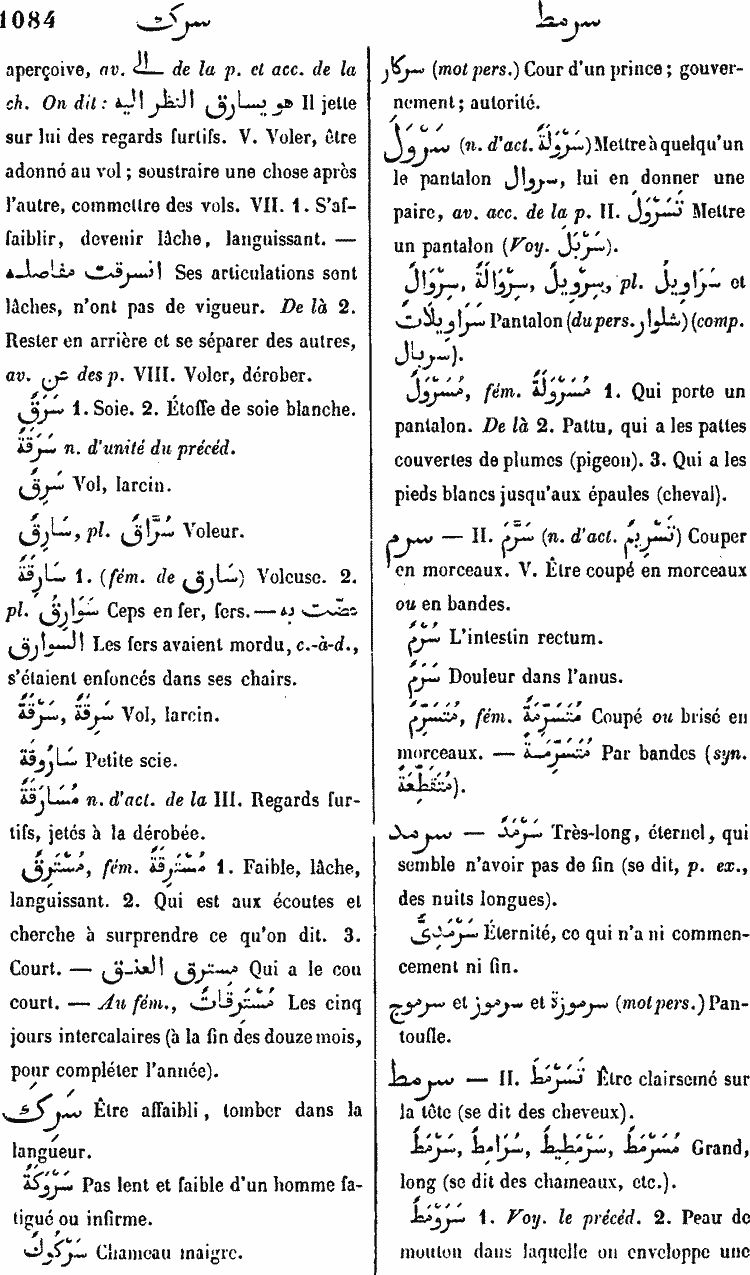 1084 سرك سرمط
aperçoive, av. الى de la p. et acc. de la
ch. On dit : هو يسارق النظر اليه Il jette
sur lui des regards furtifs. V. Voler, être
adonné au vol ; soustraire une chose après
l'autre, commettre des vols. VII. 1. S'af-
faiblir, devenir lâche, languissant. —
انسرقت مفاصله Ses articulations sont
lâches, n'ont pas de vigueur. De là 2.
Rester en arrière et se séparer des autres,
av. عن des p. VIII. Voler, dérober.
سَرَقٌ 1. Soie. 2. Étoffe de soie blanche.
سَرَقَةٌ n. d'unité du précéd.
سَرِقٌ Vol, larcin.
سَارِقٌ, pl. سُرَّاقٌ Voleur.
سَارِقَةٌ 1. (fém. de سَارِق) Voleuse. 2.
pl. سَوَارِقُ Ceps en fer, fers. — عضّت به
السوارق Les fers avaient mordu, c.-à-d.,
s'étaient enfoncés dans ses chairs.
سَرْقَةٌ, سَرِقَةٌ Vol, larcin.
سَارُوقَةٌ Petite scie.
مُسَارَقَةٌ n. d'act. de la III. Regards fur-
tifs, jetés à la dérobée.
مُسْتَرِقٌ, fém. مُسْتَرِقَةٌ 1. Faible, lâche,
languissant. 2. Qui est aux écoutes et
cherche à surprendre ce qu'on dit. 3.
Court. — مسترق العنق Qui a le cou
court. — Au fém., مُسْتَرِقَاتٌ Les cinq
jours intercalaires (à la fin des douze mois,
pour compléter l'année).
سَرِكَ Être affaibli, tomber dans la
langueur.
سَرْوَكَةٌ Pas lent et faible d'un homme fa-
tigué ou infirme.
سَرْكُوكٌ Chameau maigre.
سركار (mot pers.) Cour d'un prince ; gouver-
nement ; autorité.
سَرْوَلَ (n. d'act. سَرْوَلَةٌ) Mettre à quelqu'un
le pantalon سروال, lui en donner une
paire, av. acc. de la p. II. تَسَرْوَلَ Mettre
un pantalon (Voy. سَرْبَلَ).
سِرْوَالٌ, سِرْوَالَةٌ, سِرْوِيلٌ, pl. سَرَاوِيلُ et
سَرَاوِيلَاتٌ Pantalon (du pers. شلوار) (comp.
سربال).
مُسَرْوَلٌ, fém. مُسَرْوَلَةٌ 1. Qui porte un
pantalon. De là 2. Pattu, qui a les pattes
couvertes de plumes (pigeon). 3. Qui a les
pieds blancs jusqu'aux épaules (cheval).
سرم — II. سَرَّمَ (n. d'act. تَسْرِيمٌ) Couper
en morceaux. V. Être coupé en morceaux
ou en bandes.
سُرْمٌ L'intestin rectum.
سَرَمٌ Douleur dans l'anus.
مُتَسَرِّمٌ, fém. مُتَسَرِّمَةٌ Coupé ou brisé en
morceaux. — مُتَسَرِّمَةً Par bandes (syn.
مُتَقَطِّعَةً).
سرمد — سَرْمَدٌ Très-long, éternel, qui
semble n'avoir pas de fin (se dit, p. ex.,
des nuits longues).
سَرْمَدِىٌّ Éternité, ce qui n'a ni commen-
cement ni fin.
سرموج et سرموز et سرموزة (mot pers.) Pan-
toufle.
سرمط — II. تَسَرْمَطَ Être clairsemé sur
la tête (se dit des cheveux).
سَرْمَطٌ, سُرَامِطٌ, سَرْمَطِيطٌ, مُسَرْمَطٌ Grand,
long (se dit des chameaux, etc.).
سَرَوْمَطٌ 1. Voy. le précéd. 2. Peau de
mouton dans laquelle on enveloppe une